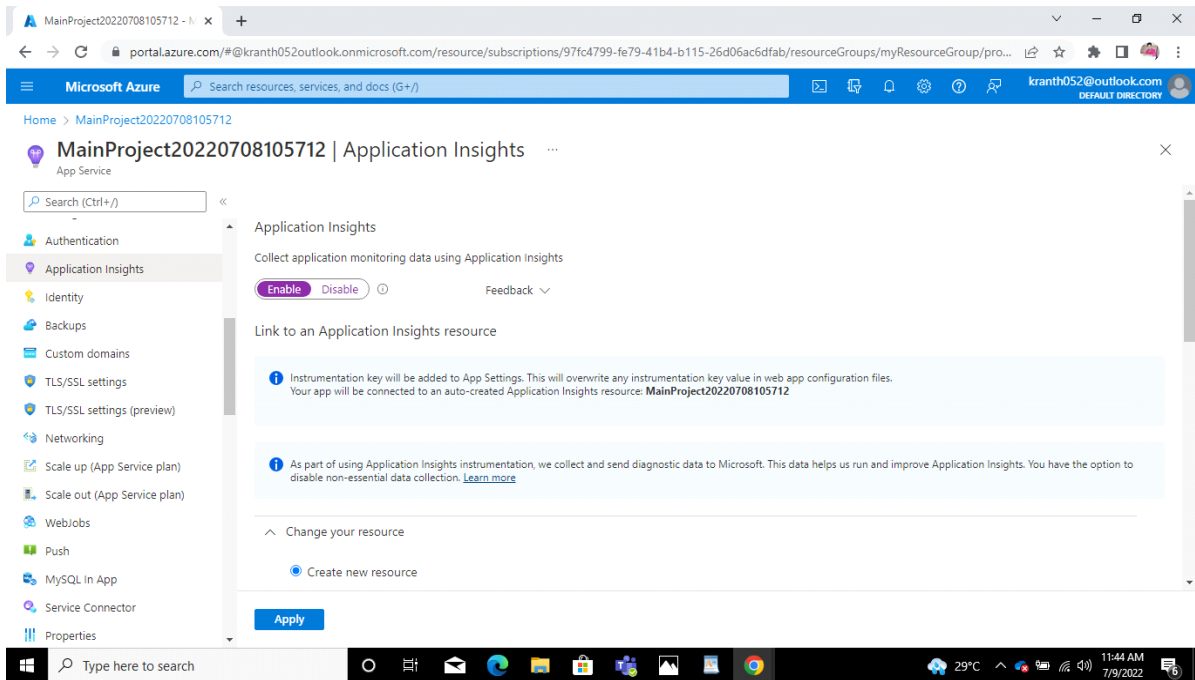 MainProject20220708105712 - M
portal.azure.com/#@kranth052outlook.onmicrosoft.com/resource/subscriptions/97fc4799-fe79-41b4-b115-26d06ac6dfab/resourceGroups/myResourceGroup/pro...
Microsoft Azure
Search resources, services, and docs (G+/)
kranth052@outlook.com
DEFAULT DIRECTORY
Home > MainProject20220708105712
MainProject20220708105712 | Application Insights ...
App Service
Search (Ctrl+/)
«
Authentication
Application Insights
Identity
Backups
Custom domains
TLS/SSL settings
TLS/SSL settings (preview)
Networking
Scale up (App Service plan)
Scale out (App Service plan)
WebJobs
Push
MySQL In App
Service Connector
Properties
Application Insights
Collect application monitoring data using Application Insights
Enable Disable
Feedback
Link to an Application Insights resource
Instrumentation key will be added to App Settings. This will overwrite any instrumentation key value in web app configuration files.
Your app will be connected to an auto-created Application Insights resource: MainProject20220708105712
As part of using Application Insights instrumentation, we collect and send diagnostic data to Microsoft. This data helps us run and improve Application Insights. You have the option to
disable non-essential data collection. Learn more
Change your resource
Create new resource
Apply
Type here to search
29°C
11:44 AM
7/9/2022
6